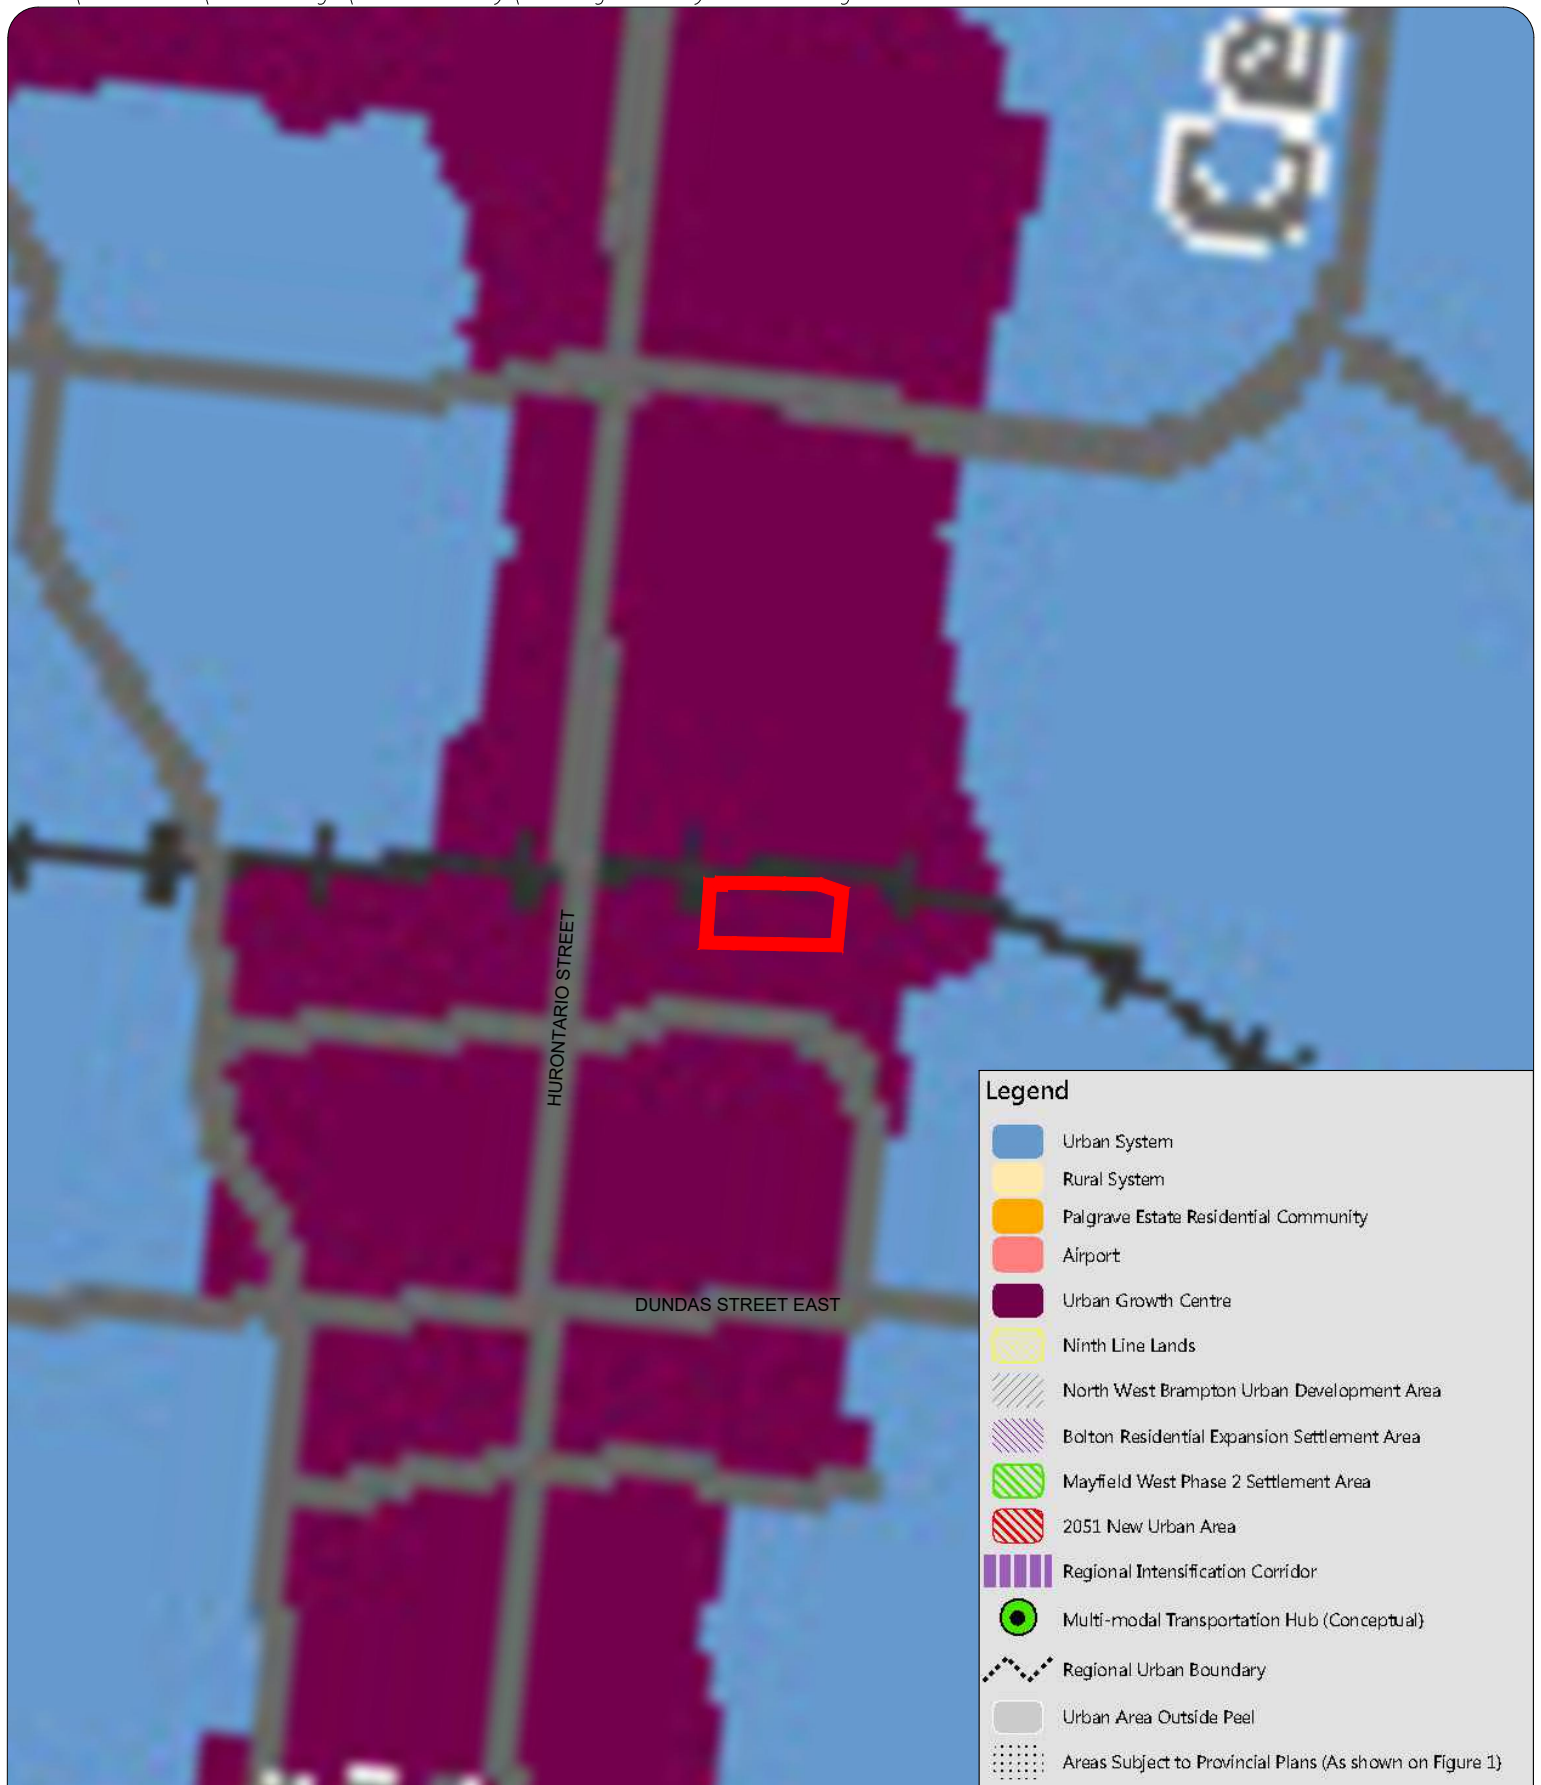 Ce
HURONTARIO STREET
DUNDAS STREET EAST
Legend
Urban System
Rural System
Palgrave Estate Residential Community
Airport
Urban Growth Centre
Ninth Line Lands
North West Brampton Urban Development Area
Bolton Residential Expansion Settlement Area
Mayfield West Phase 2 Settlement Area
2051 New Urban Area
Regional Intensification Corridor
Multi-modal Transportation Hub (Conceptual)
Regional Urban Boundary
Urban Area Outside Peel
Areas Subject to Provincial Plans (As shown on Figure 1)